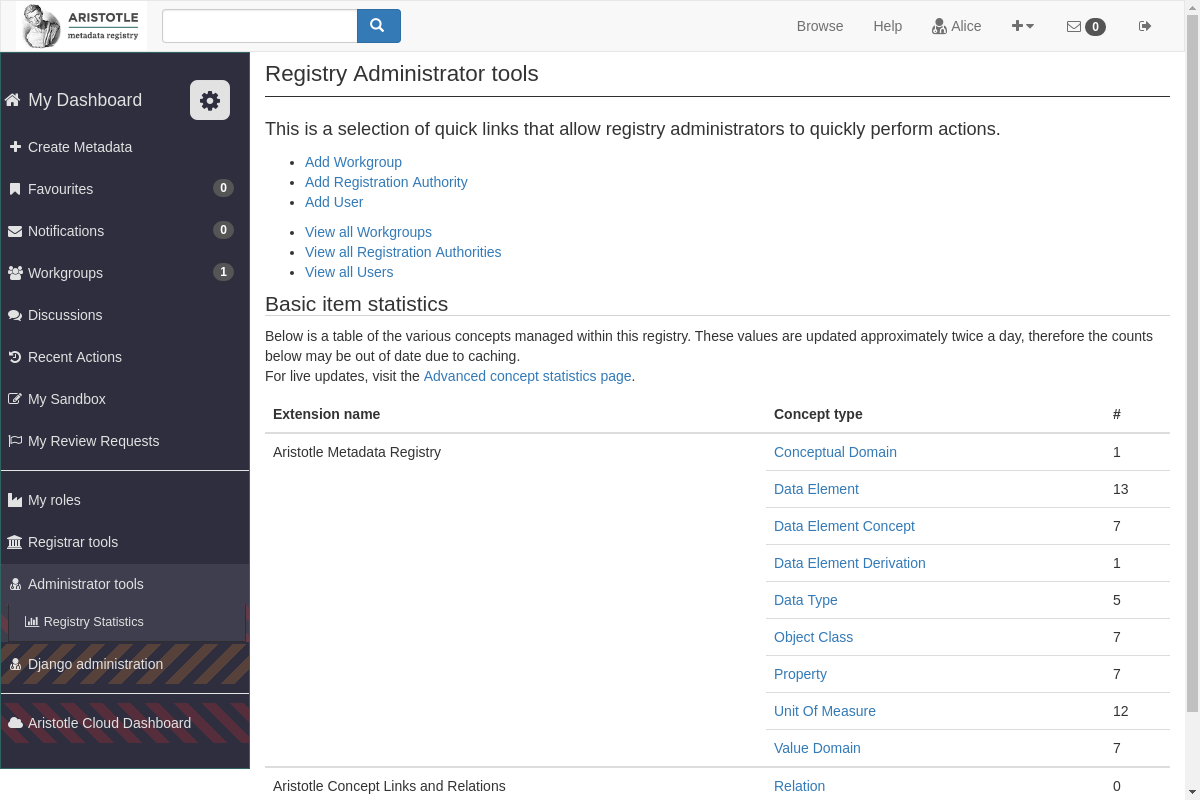 ARISTOTLE
metadata registry
Browse
Help
Alice
0
My Dashboard
Create Metadata
Favourites 0
Notifications 0
Workgroups 1
Discussions
Recent Actions
My Sandbox
My Review Requests
My roles
Registrar tools
Administrator tools
Registry Statistics
Django administration
Aristotle Cloud Dashboard
Registry Administrator tools
This is a selection of quick links that allow registry administrators to quickly perform actions.
Add Workgroup
Add Registration Authority
Add User
View all Workgroups
View all Registration Authorities
View all Users
Basic item statistics
Below is a table of the various concepts managed within this registry. These values are updated approximately twice a day, therefore the counts
below may be out of date due to caching.
For live updates, visit the Advanced concept statistics page.
Extension name Concept type #
Aristotle Metadata Registry Conceptual Domain 1
Data Element 13
Data Element Concept 7
Data Element Derivation 1
Data Type 5
Object Class 7
Property 7
Unit Of Measure 12
Value Domain 7
Aristotle Concept Links and Relations Relation 0